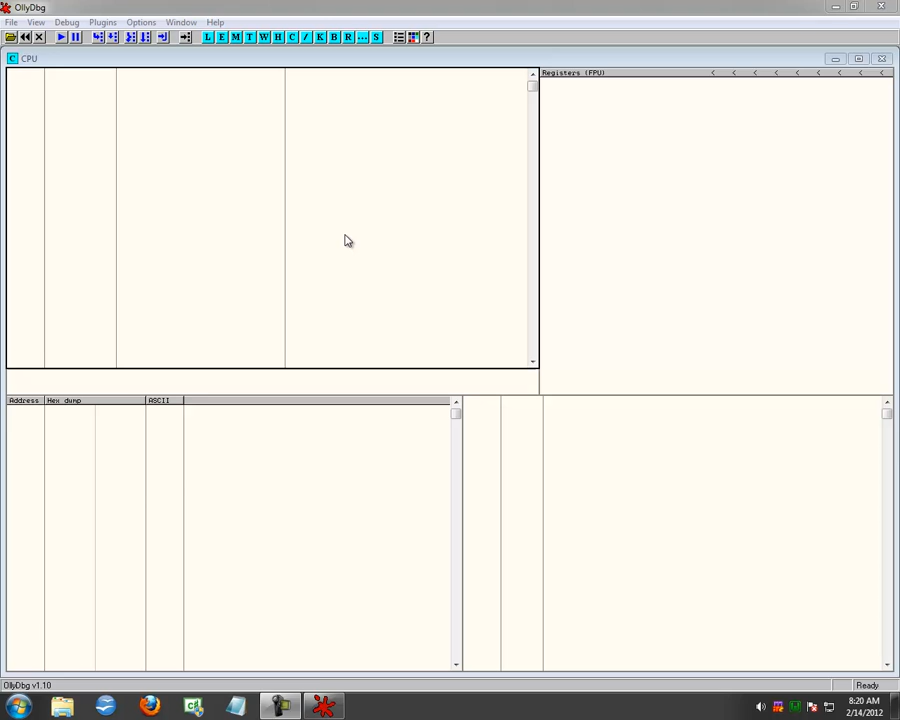 OllyDbg
File View Debug Plugins Options Window Help
L E M T W H C / K B R ... S ?
C CPU
Registers (FPU) < < < < < < < < <
Address Hex dump ASCII
OllyDbg v1.10 Ready
8:20 AM
2/14/2012